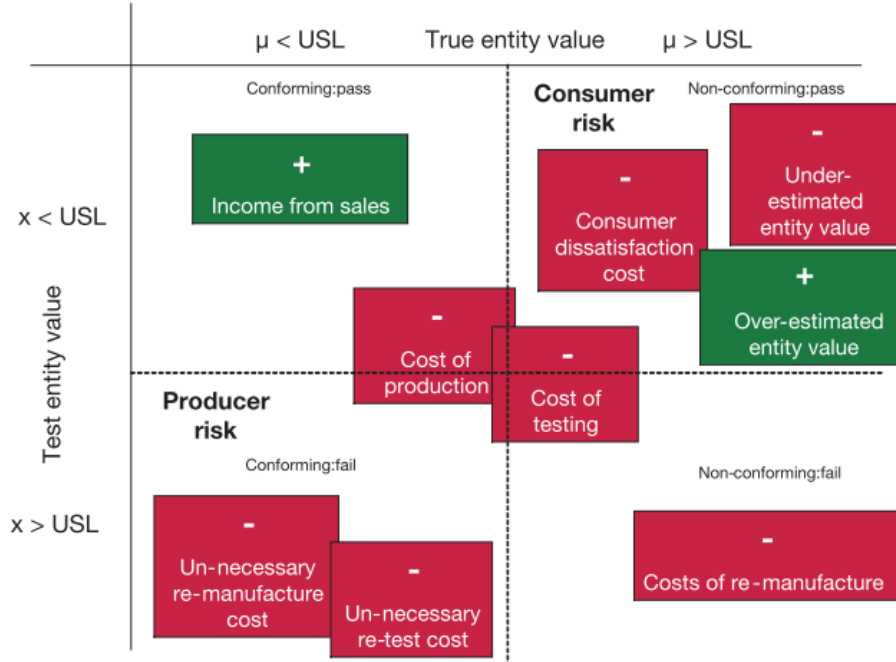 μ < USL
True entity value
μ > USL
Conforming:pass
Consumer
risk
Non-conforming:pass
+
Income from sales
-
Consumer
dissatisfaction
cost
-
Under-
estimated
entity value
+
Over-estimated
entity value
x < USL
Test entity value
-
Cost of
production
-
Cost of
testing
Producer
risk
Conforming:fail
Non-conforming:fail
x > USL
-
Un-necessary
re-manufacture
cost
-
Un-necessary
re-test cost
-
Costs of re-manufacture